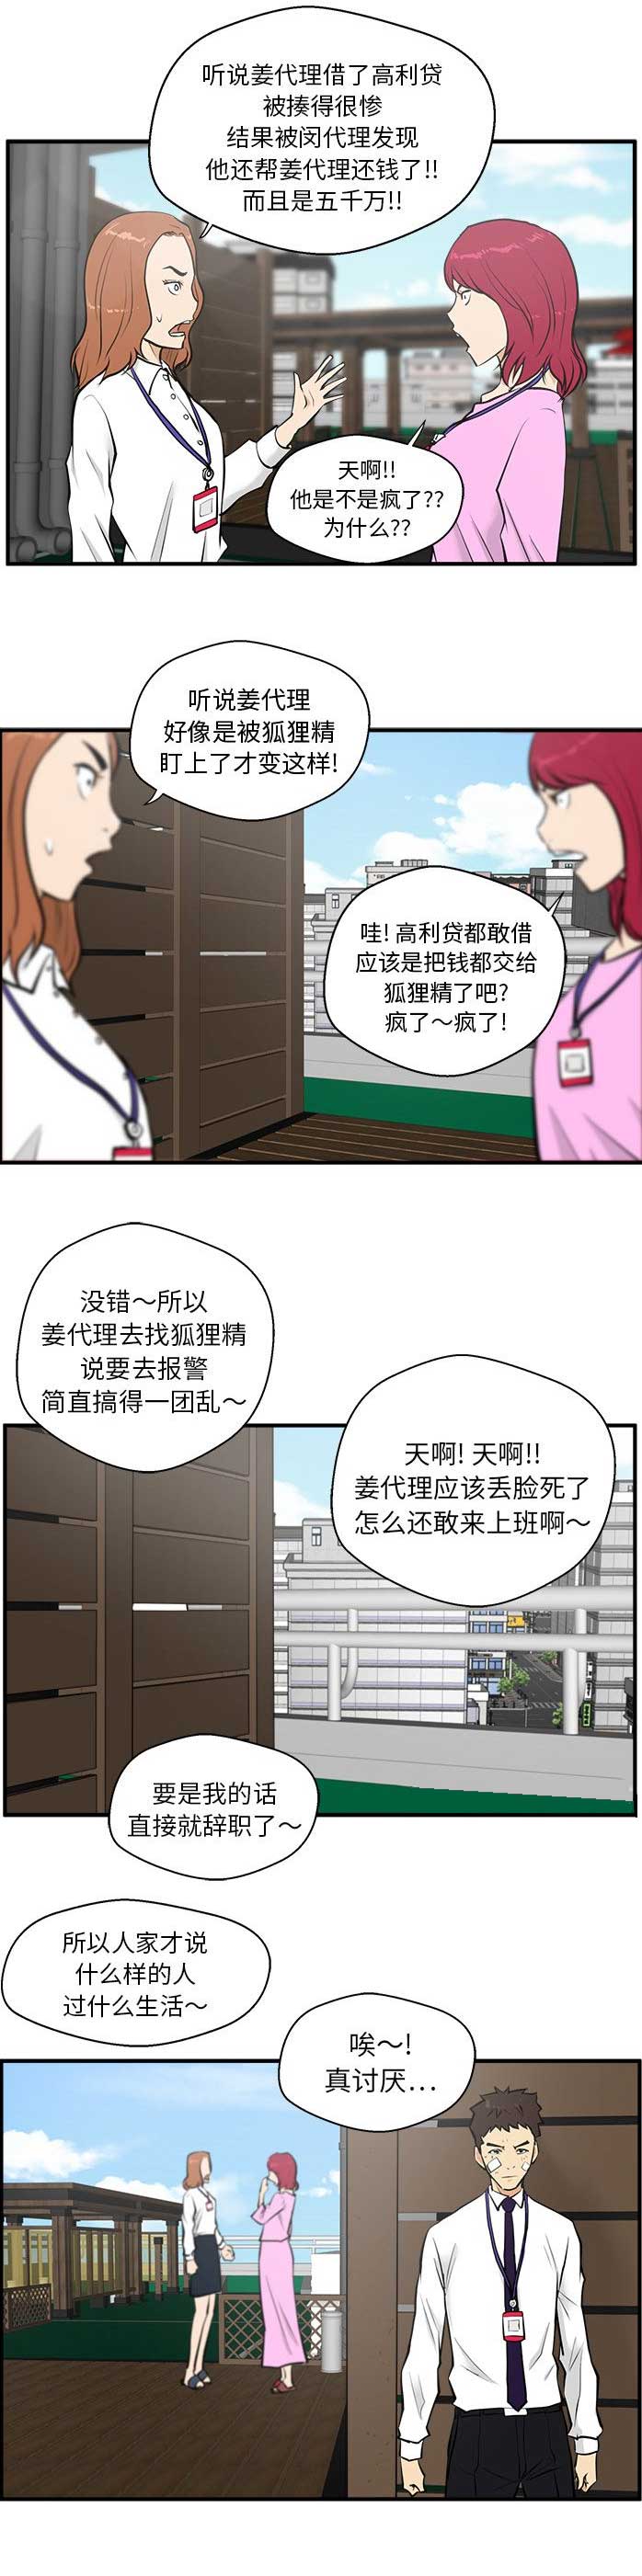 听说姜代理借了高利贷
被揍得很惨
结果被闵代理发现
他还帮姜代理还钱了!!
而且是五千万!!
天啊!!
他是不是疯了??
为什么??
听说姜代理
好像是被狐狸精
盯上了才变这样!
哇! 高利贷都敢借
应该是把钱都交给
狐狸精了吧?
疯了～疯了!
没错～所以
姜代理去找狐狸精
说要去报警
简直搞得一团乱～
天啊! 天啊!!
姜代理应该丢脸死了
怎么还敢来上班啊～
要是我的话
直接就辞职了～
所以人家才说
什么样的人
过什么生活～
唉～!
真讨厌...